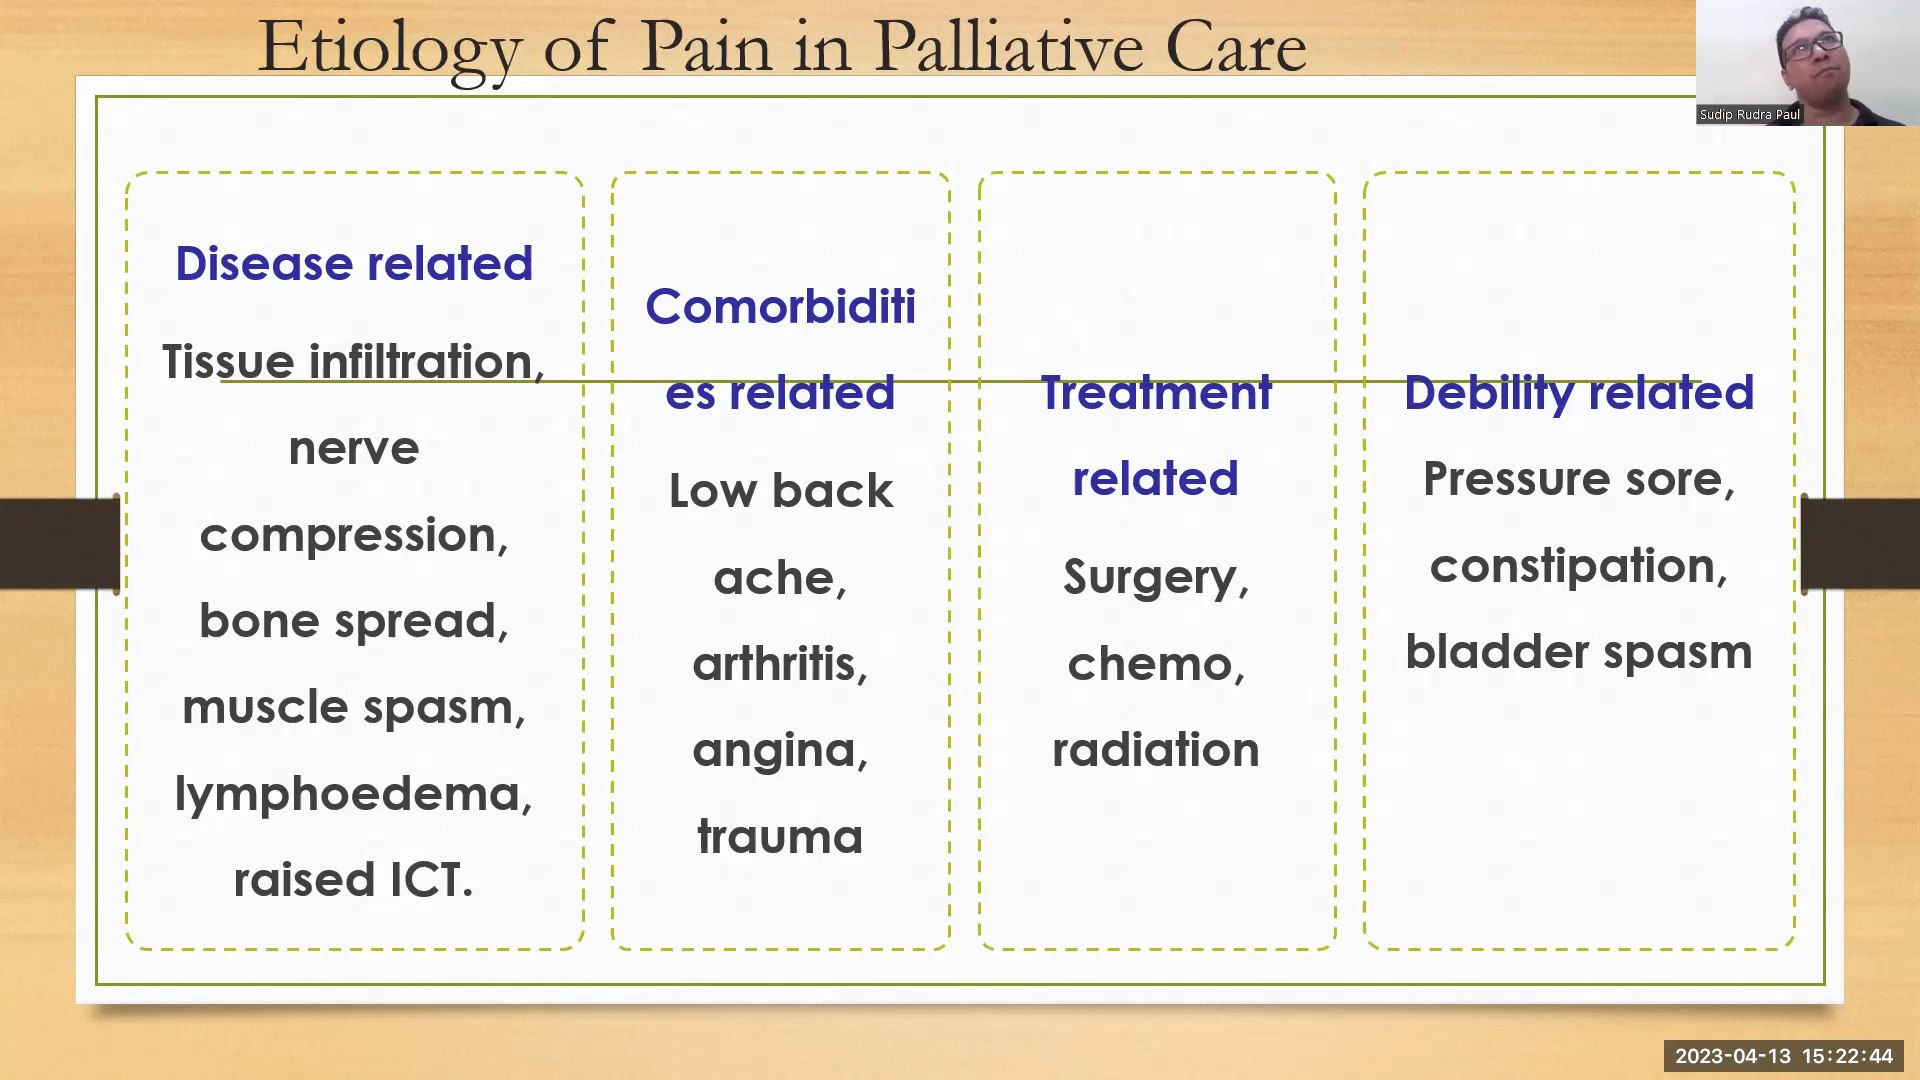 Etiology of Pain in Palliative Care
Sudip Rudra Paul
Disease related
Tissue infiltration,
nerve
compression,
bone spread,
muscle spasm,
lymphoedema,
raised ICT.
Comorbiditi
es related
Low back
ache,
arthritis,
angina,
trauma
Treatment
related
Surgery,
chemo,
radiation
Debility related
Pressure sore,
constipation,
bladder spasm
2023-04-13 15:22:44